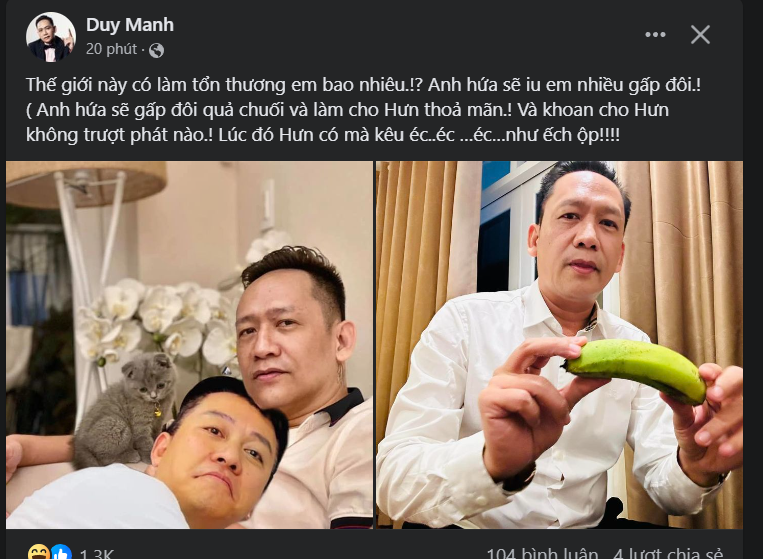 Duy Manh
20 phút ·
Thế giới này có làm tổn thương em bao nhiêu.!? Anh hứa sẽ iu em nhiều gấp đôi.!
( Anh hứa sẽ gấp đôi quả chuối và làm cho Hưn thoả mãn.! Và khoan cho Hưn
không trượt phát nào.! Lúc đó Hưn có mà kêu éc..éc ...éc...như ếch ộp!!!!
1,3K
104 bình luận 4 lượt chia sẻ